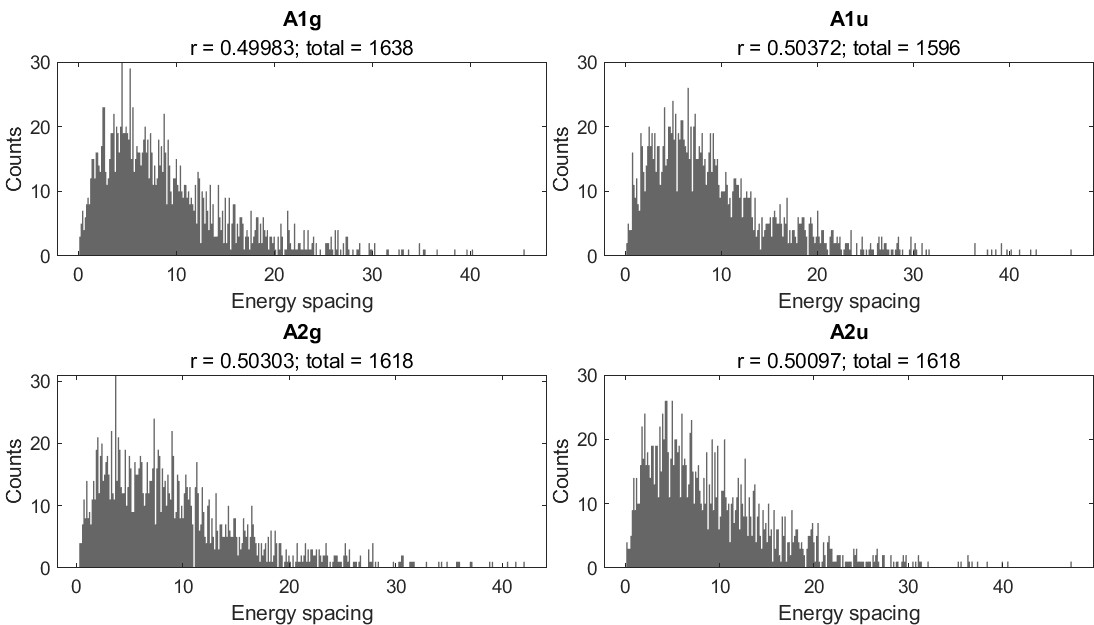 A1g
r = 0.49983; total = 1638
30
20
10
0
Counts
0 10 20 30 40
Energy spacing
A1u
r = 0.50372; total = 1596
30
20
10
0
Counts
0 10 20 30 40
Energy spacing
A2g
r = 0.50303; total = 1618
30
20
10
0
Counts
0 10 20 30 40
Energy spacing
A2u
r = 0.50097; total = 1618
30
20
10
0
Counts
0 10 20 30 40
Energy spacing